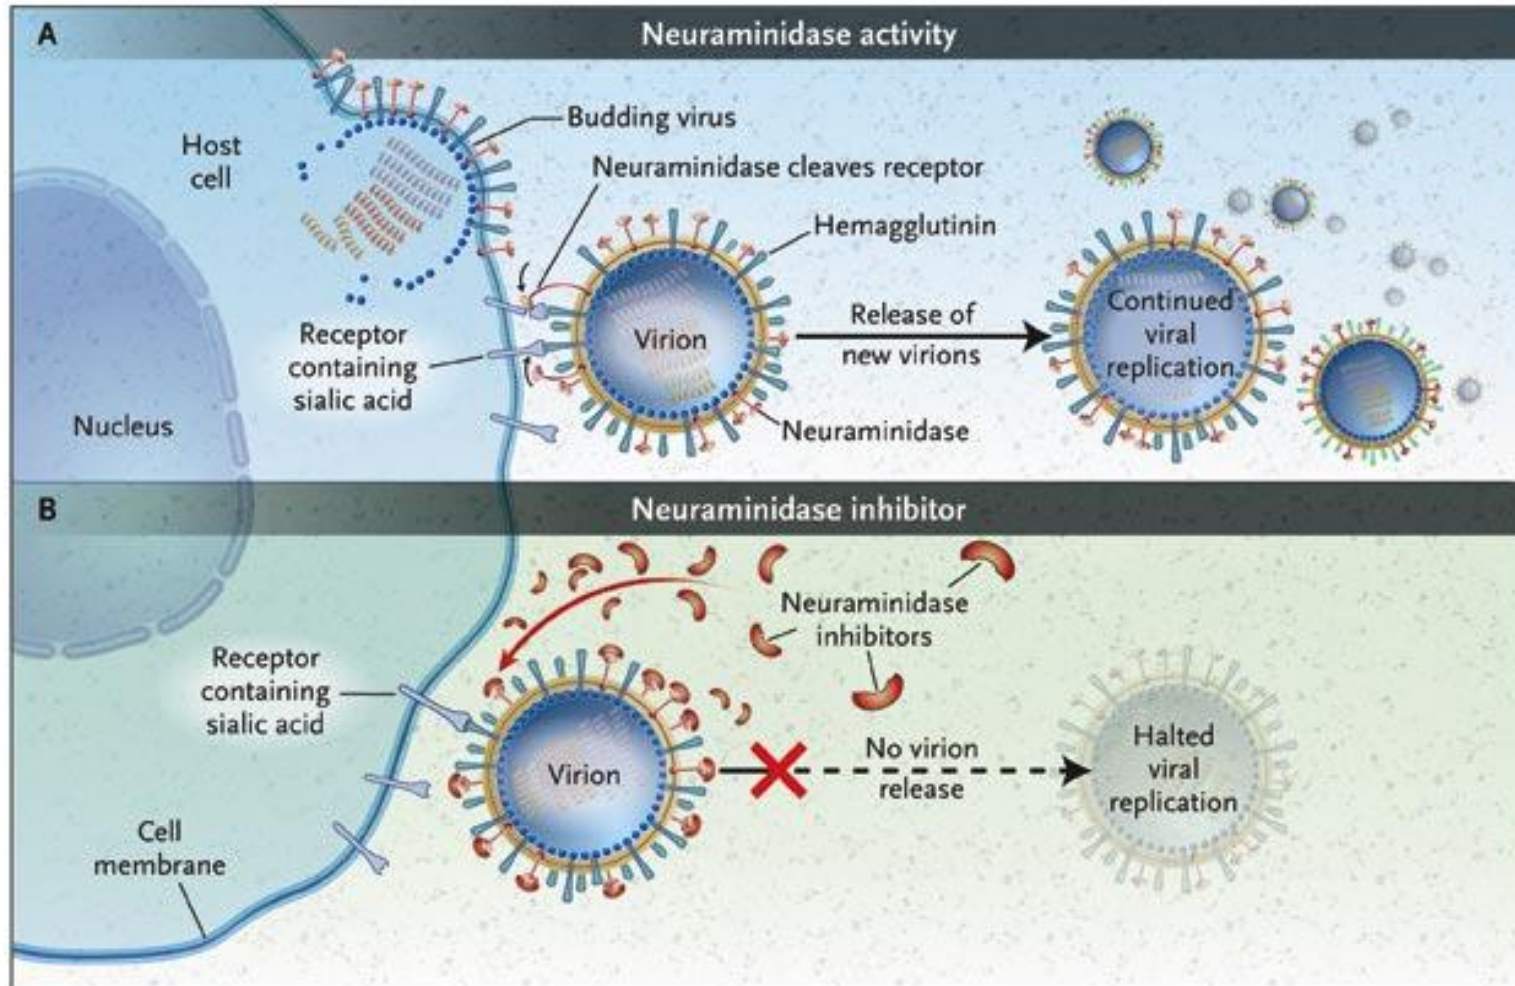 A
Neuraminidase activity
Host
cell
Budding virus
Neuraminidase cleaves receptor
Hemagglutinin
Receptor
containing
sialic acid
Virion
Release of
new virions
Continued
viral
replication
Nucleus
Neuraminidase
B
Neuraminidase inhibitor
Neuraminidase
inhibitors
Receptor
containing
sialic acid
Virion
No virion
release
Halted
viral
replication
Cell
membrane